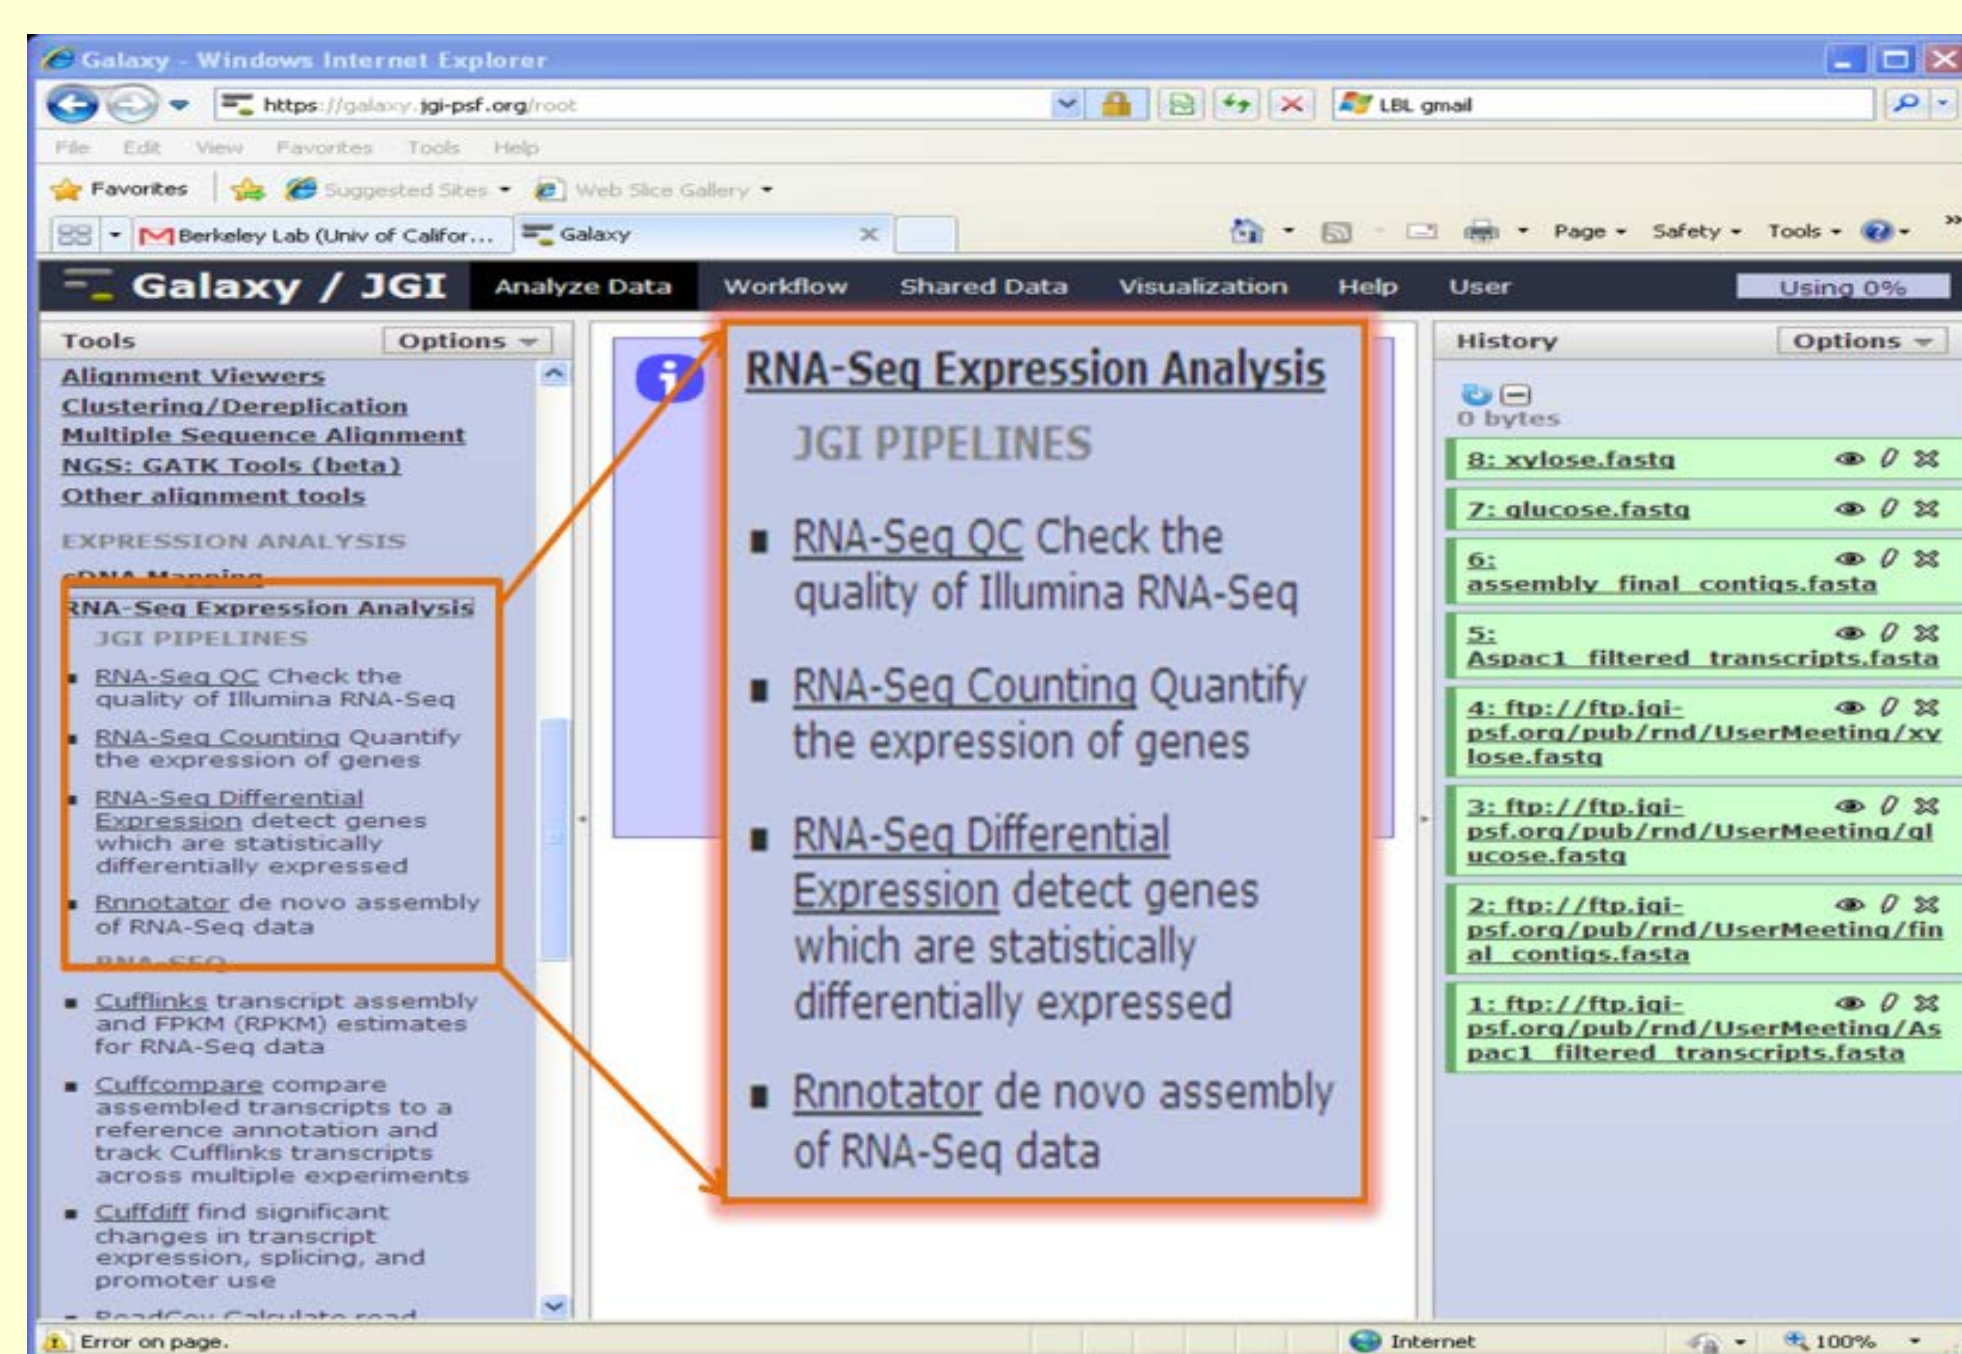 Galaxy - Windows Internet Explorer
https://galaxy.jgi-psf.org/root
LBL gmail
File Edit View Favorites Tools Help
Favorites Suggested Sites Web Slice Gallery
Berkeley Lab (Univ of Califor... Galaxy
Page Safety Tools
Galaxy / JGI Analyze Data Workflow Shared Data Visualization Help User Using 0%
Tools Options
Alignment Viewers
Clustering/Dereplication
Multiple Sequence Alignment
NGS: GATK Tools (beta)
Other alignment tools
EXPRESSION ANALYSIS
cDNA Mapping
RNA-Seq Expression Analysis
JGI PIPELINES
RNA-Seq QC Check the
quality of Illumina RNA-Seq
RNA-Seq Counting Quantify
the expression of genes
RNA-Seq Differential
Expression detect genes
which are statistically
differentially expressed
Rnnotator de novo assembly
of RNA-Seq data
RNA-SEQ
Cufflinks transcript assembly
and FPKM (RPKM) estimates
for RNA-Seq data
Cuffcompare compare
assembled transcripts to a
reference annotation and
track Cufflinks transcripts
across multiple experiments
Cuffdiff find significant
changes in transcript
expression, splicing, and
promoter use
ReadCov Calculate read
RNA-Seq Expression Analysis
JGI PIPELINES
RNA-Seq QC Check the
quality of Illumina RNA-Seq
RNA-Seq Counting Quantify
the expression of genes
RNA-Seq Differential
Expression detect genes
which are statistically
differentially expressed
Rnnotator de novo assembly
of RNA-Seq data
History Options
0 bytes
8: xylose.fastq
7: glucose.fastq
6:
assembly_final_contigs.fasta
5:
Aspac1_filtered_transcripts.fasta
4: ftp://ftp.jgi-
psf.org/pub/rnd/UserMeeting/xy
lose.fastq
3: ftp://ftp.jgi-
psf.org/pub/rnd/UserMeeting/gl
ucose.fastq
2: ftp://ftp.jgi-
psf.org/pub/rnd/UserMeeting/fin
al_contigs.fasta
1: ftp://ftp.jgi-
psf.org/pub/rnd/UserMeeting/As
pac1_filtered_transcripts.fasta
Error on page. Internet 100%